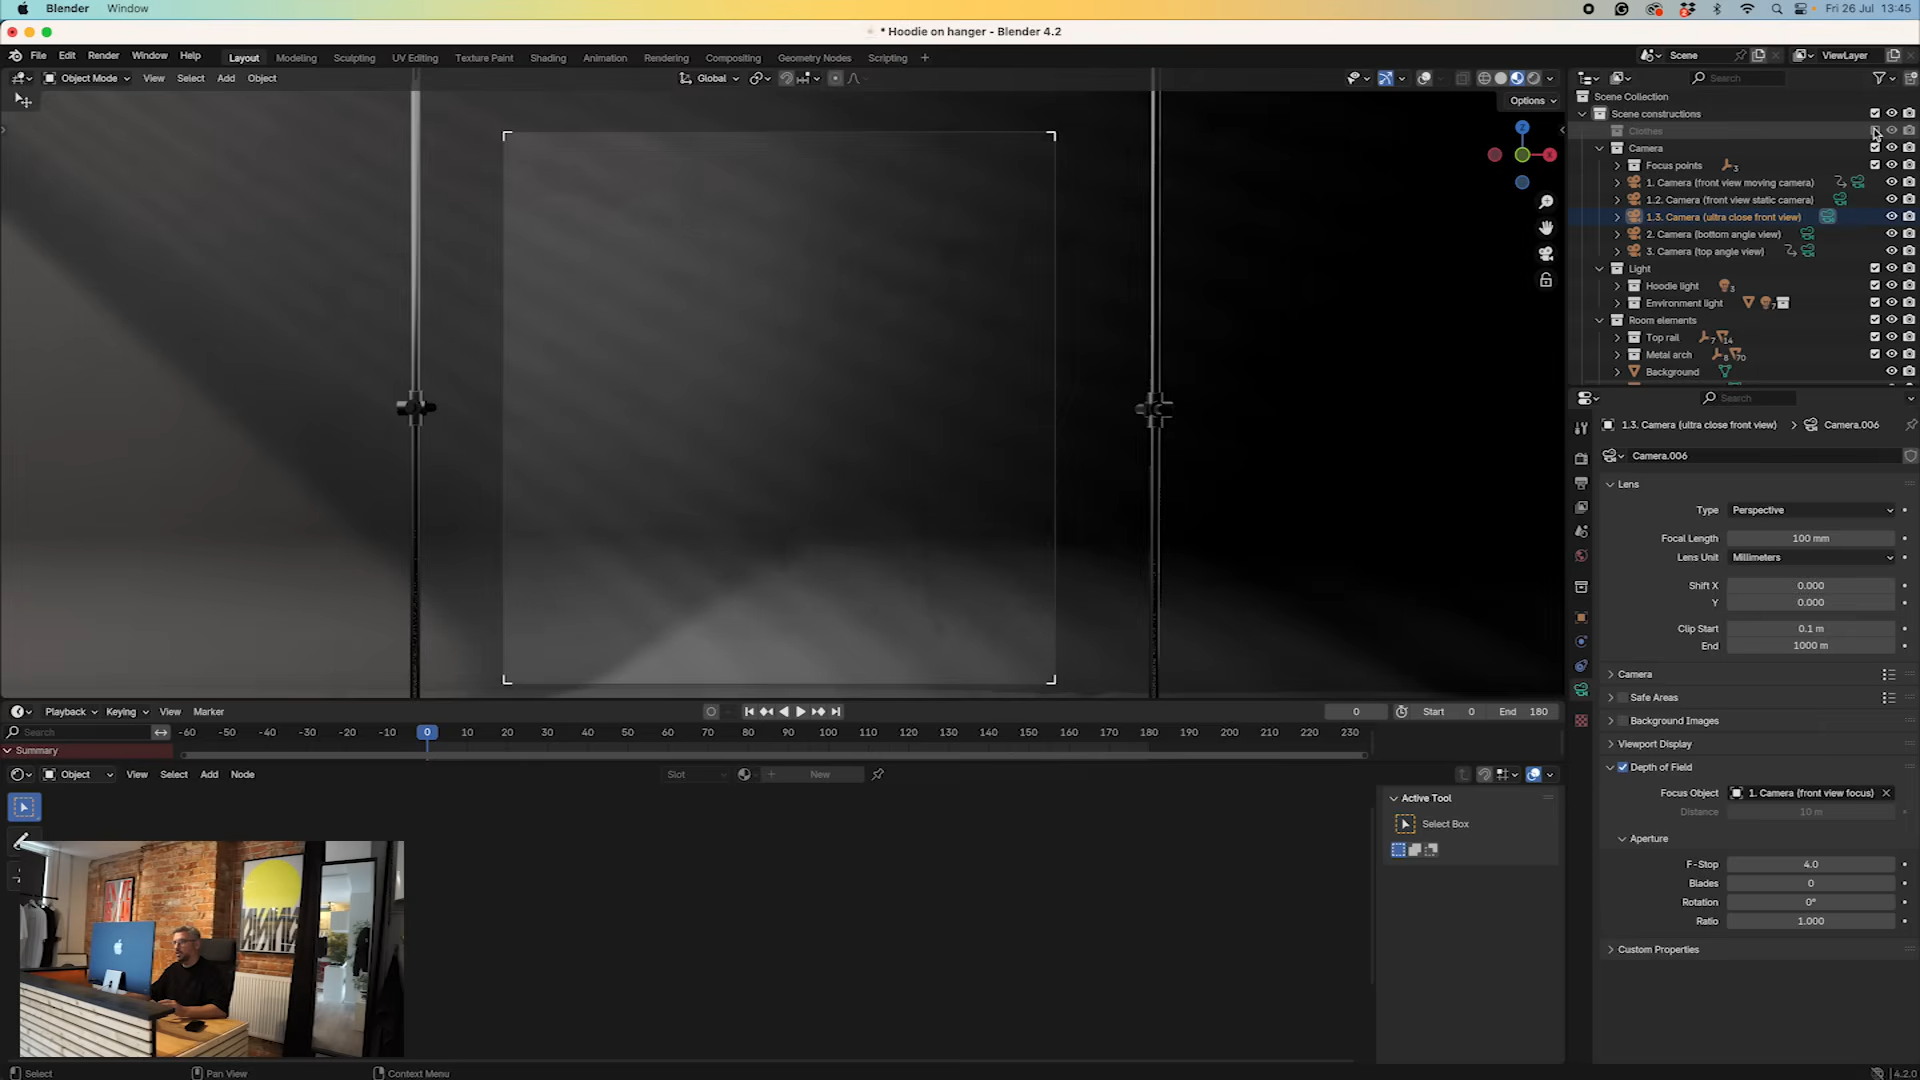 Blender Window Fri 26 Jul 13:45
* Hoodie on hanger - Blender 4.2
File Edit Render Window Help Layout Modeling Sculpting UV Editing Texture Paint Shading Animation Rendering Compositing Geometry Nodes Scripting + Scene ViewLayer
Object Mode View Select Add Object Global Search
Options
Scene Collection
Scene constructions
Clothes
Camera
Focus points 3
1. Camera (front view moving camera)
1.2. Camera (front view static camera)
1.3. Camera (ultra close front view)
2. Camera (bottom angle view)
3. Camera (top angle view)
Light
Hoodie light 3
Environment light 7
Room elements
Top rail 7 14
Metal arch 8 70
Background
Z
X
Search
1.3. Camera (ultra close front view) > Camera.006
Camera.006
Lens
Type Perspective
Focal Length 100 mm
Lens Unit Millimeters
Shift X 0.000
Y 0.000
Clip Start 0.1 m
End 1000 m
Camera
Safe Areas
Background Images
Viewport Display
Depth of Field
Focus Object 1. Camera (front view focus)
Distance 10 m
Aperture
F-Stop 4.0
Blades 0
Rotation 0°
Ratio 1.000
Custom Properties
Playback Keying View Marker 0 Start 0 End 180
Search -60 -50 -40 -30 -20 -10 0 10 20 30 40 50 60 70 80 90 100 110 120 130 140 150 160 170 180 190 200 210 220 230
Summary
Object View Select Add Node Slot New
Active Tool
Select Box
Select Pan View Context Menu 4.2.0